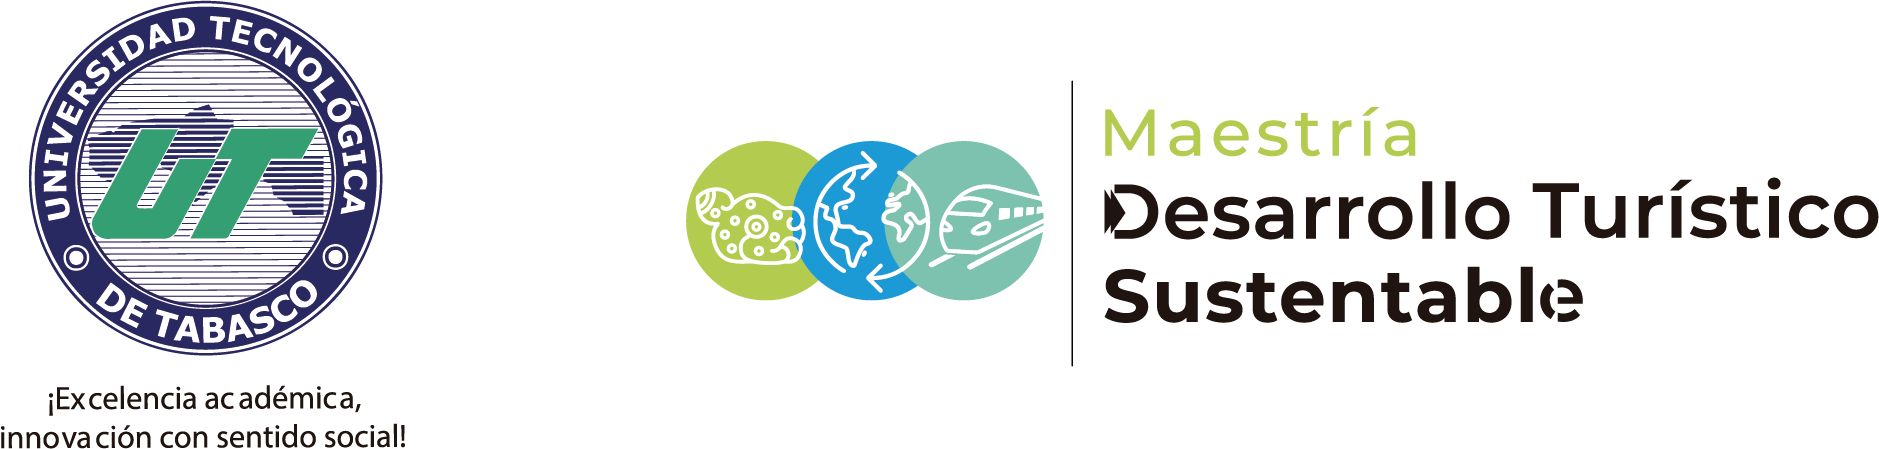 UNIVERSIDAD TECNOLÓGICA
DE TABASCO
UT
¡Excelencia académica,
innovación con sentido social!
Maestría
Desarrollo Turístico
Sustentable